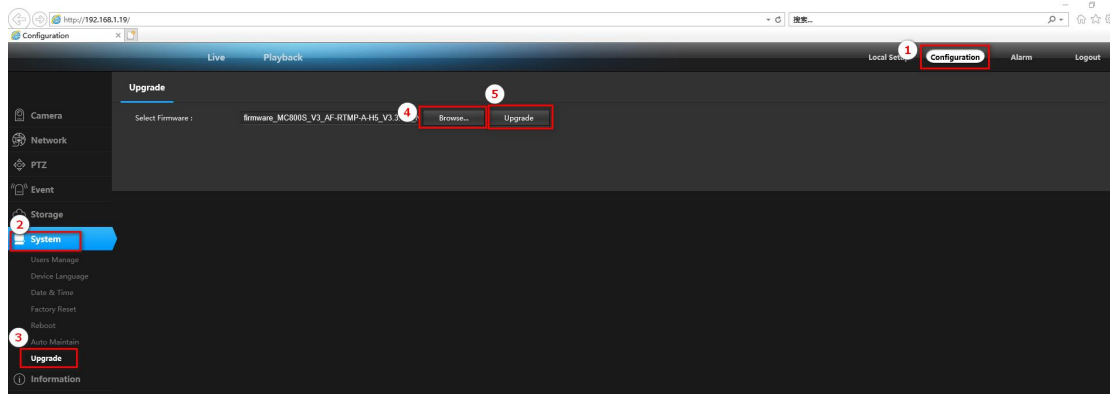 http://192.168.1.19/
搜索...
Configuration
Live Playback
1
Local Configuration Alarm Logout
Upgrade
5
4
Select Firmware : firmware_MC800S_V3_AF-RTMP-A-H5_V3.3 Browse... Upgrade
Camera
Network
PTZ
Event
Storage
2
System
Users Manage
Device Language
Date & Time
Factory Reset
Reboot
3
Auto Maintain
Upgrade
Information